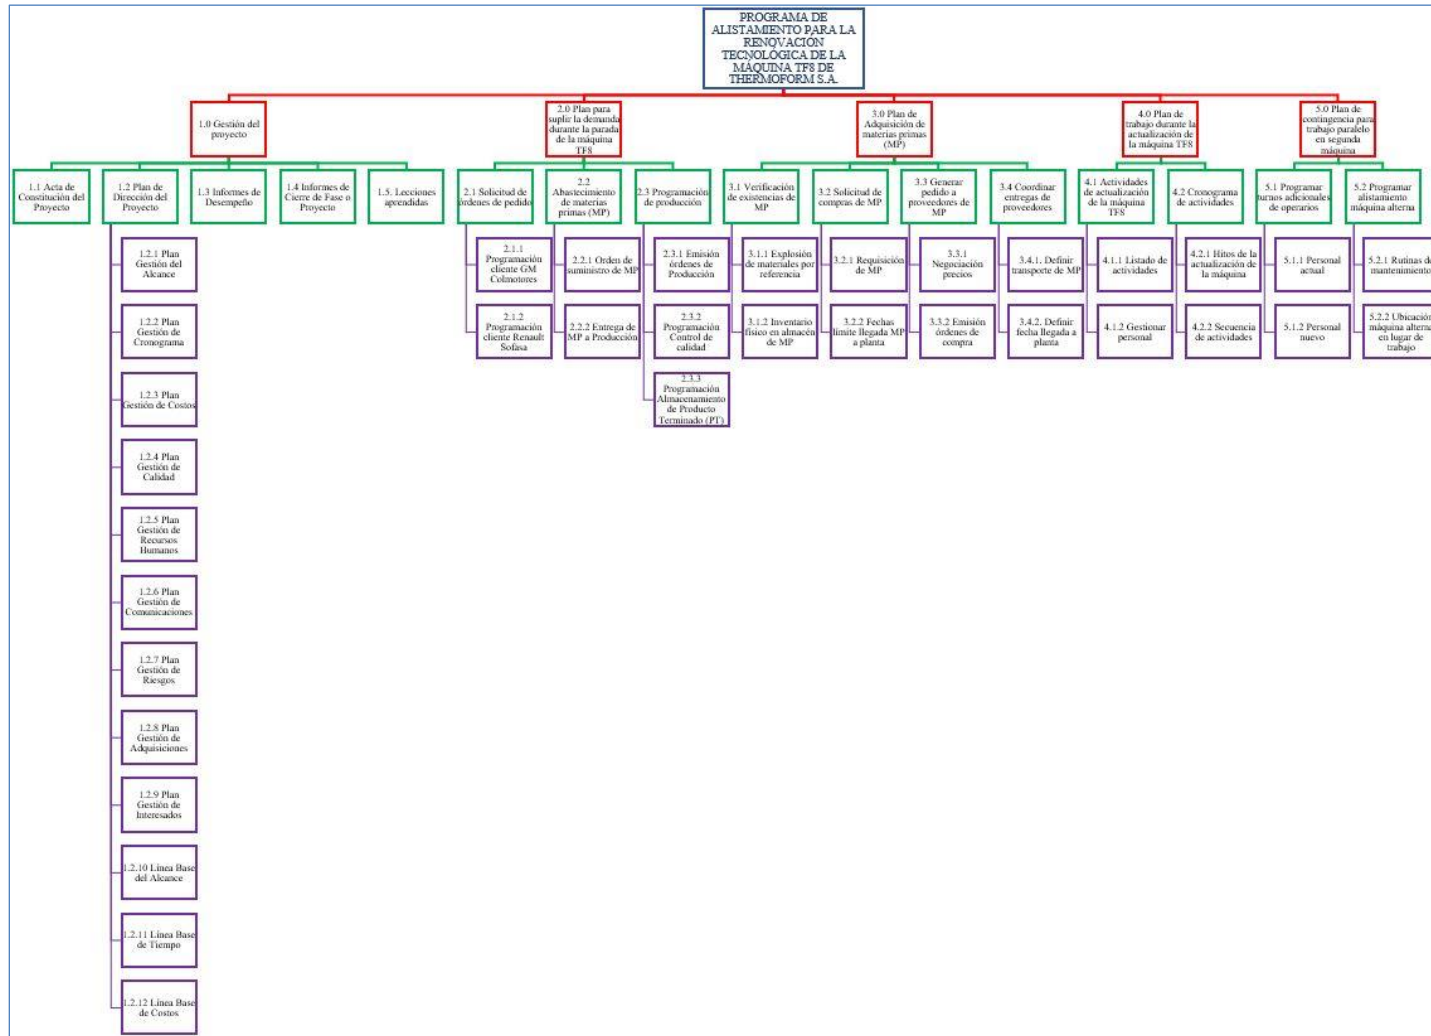 PROGRAMA DE
ALISTAMIENTO PARA LA
RENOVACIÓN
TECNOLÓGICA DE LA
MÁQUINA TF8 DE
THERMOFORM S.A.
1.0 Gestión del
proyecto
2.0 Plan para
suplir la demanda
durante la parada
de la máquina
TF8
3.0 Plan de
Adquisición de
materias primas
(MP)
4.0 Plan de
trabajo durante la
actualización de
la máquina TF8
5.0 Plan de
contingencia para
trabajo paralelo
en segunda
máquina
1.1 Acta de
Constitución del
Proyecto
1.2 Plan de
Dirección del
Proyecto
1.3 Informes de
Desempeño
1.4 Informes de
Cierre de Fase o
Proyecto
1.5. Lecciones
aprendidas
2.1 Solicitud de
órdenes de pedido
2.2
Abastecimiento
de materias
primas (MP)
2.3 Programación
de producción
3.1 Verificación
de existencias de
MP
3.2 Solicitud de
compras de MP
3.3 Generar
pedido a
proveedores de
MP
3.4 Coordinar
entregas de
proveedores
4.1 Actividades
de actualización
de la máquina
TF8
4.2 Cronograma
de actividades
5.1 Programar
turnos adicionales
de operarios
5.2 Programar
alistamiento
máquina alterna
1.2.1 Plan
Gestión del
Alcance
1.2.2 Plan
Gestión de
Cronograma
1.2.3 Plan
Gestión de Costos
1.2.4 Plan
Gestión de
Calidad
1.2.5 Plan
Gestión de
Recursos
Humanos
1.2.6 Plan
Gestión de
Comunicaciones
1.2.7 Plan
Gestión de
Riesgos
1.2.8 Plan
Gestión de
Adquisiciones
1.2.9 Plan
Gestión de
Interesados
1.2.10 Línea Base
del Alcance
1.2.11 Línea Base
de Tiempo
1.2.12 Línea Base
de Costos
2.1.1
Programación
cliente GM
Colmotores
2.1.2
Programación
cliente Renault
Sofasa
2.2.1 Orden de
suministro de MP
2.2.2 Entrega de
MP a Producción
2.3.1 Emisión
órdenes de
Producción
2.3.2
Programación
Control de
calidad
2.3.3
Programación
Almacenamiento
de Producto
Terminado (PT)
3.1.1 Explosión
de materiales por
referencia
3.1.2 Inventario
físico en almacén
de MP
3.2.1 Requisición
de MP
3.2.2 Fechas
límite llegada MP
a planta
3.3.1
Negociación
precios
3.3.2 Emisión
órdenes de
compra
3.4.1. Definir
transporte de MP
3.4.2. Definir
fecha llegada a
planta
4.1.1 Listado de
actividades
4.1.2 Gestionar
personal
4.2.1 Hitos de la
actualización de
la máquina
4.2.2 Secuencia
de actividades
5.1.1 Personal
actual
5.1.2 Personal
nuevo
5.2.1 Rutinas de
mantenimiento
5.2.2 Ubicación
máquina alterna
en lugar de
trabajo